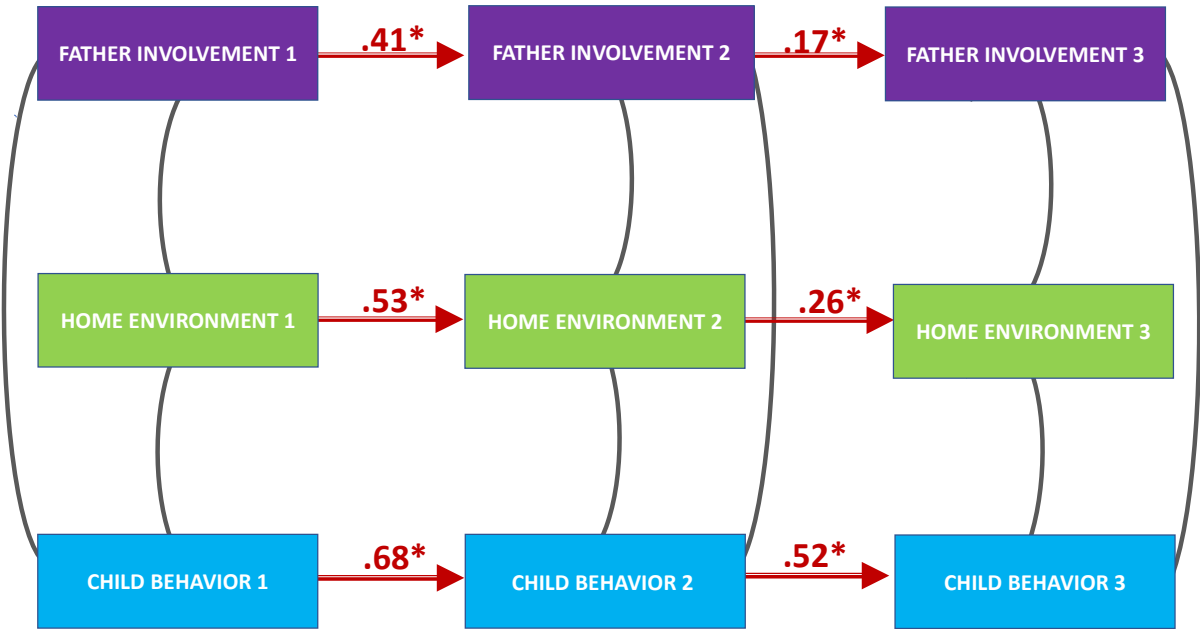 FATHER INVOLVEMENT 1
.41*
FATHER INVOLVEMENT 2
.17*
FATHER INVOLVEMENT 3
HOME ENVIRONMENT 1
.53*
HOME ENVIRONMENT 2
.26*
HOME ENVIRONMENT 3
CHILD BEHAVIOR 1
.68*
CHILD BEHAVIOR 2
.52*
CHILD BEHAVIOR 3